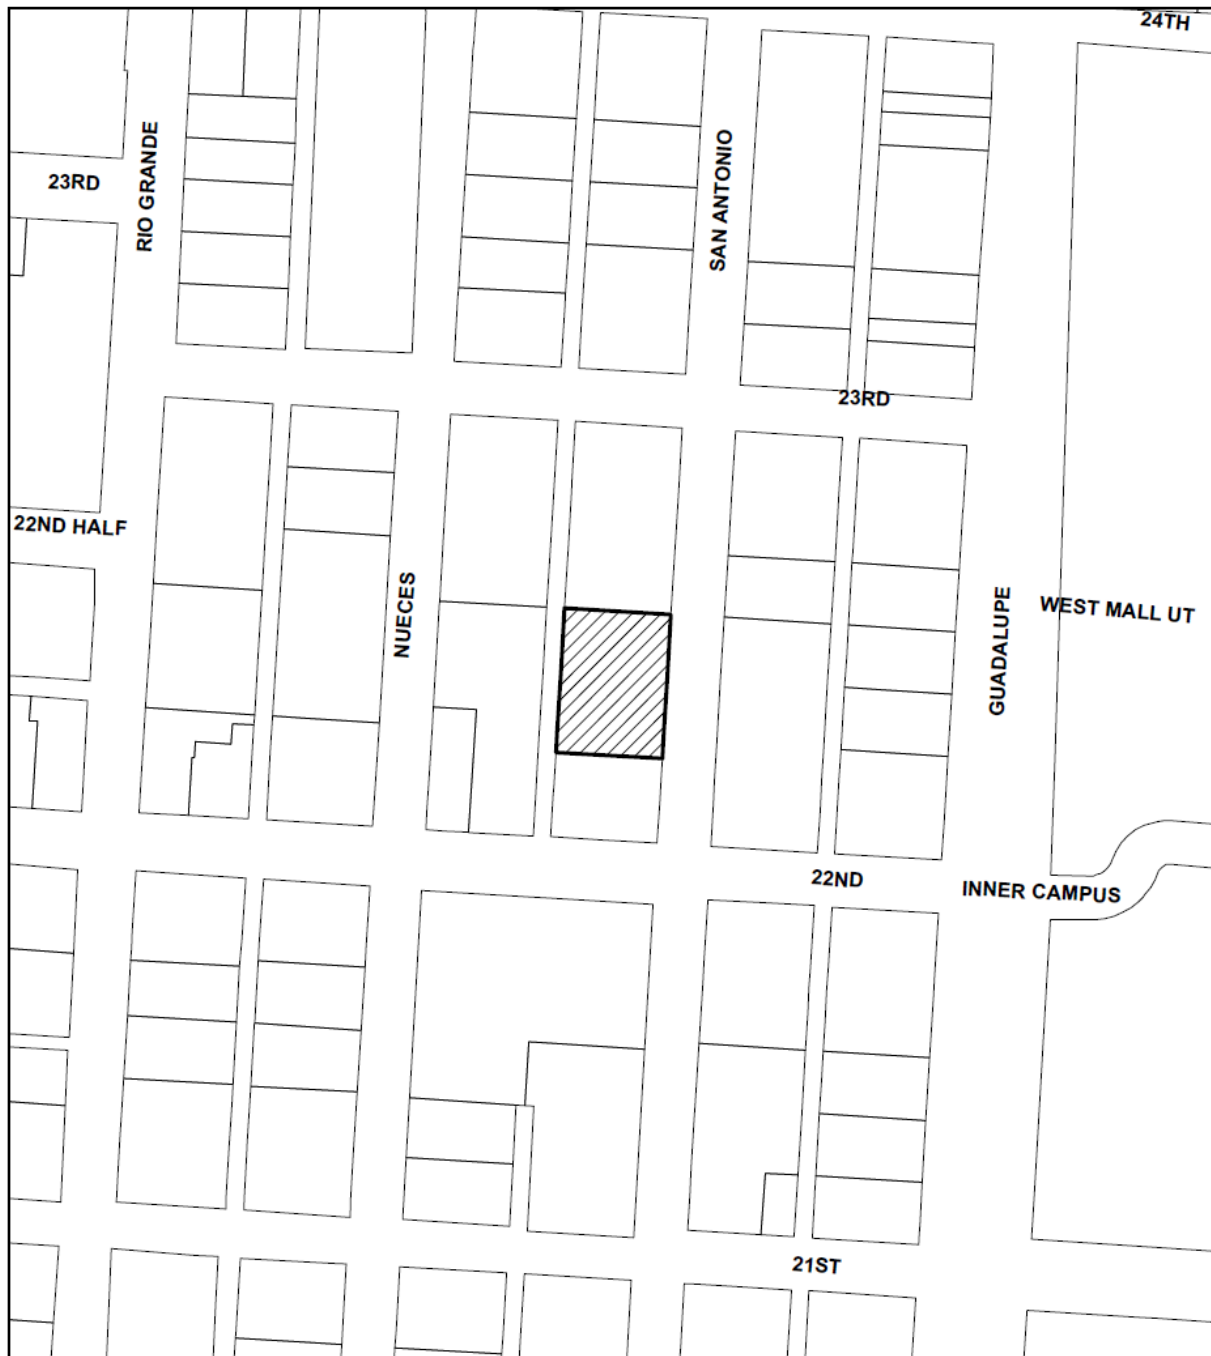 24TH
23RD
RIO GRANDE
SAN ANTONIO
23RD
22ND HALF
NUECES
GUADALUPE
WEST MALL UT
22ND
INNER CAMPUS
21ST